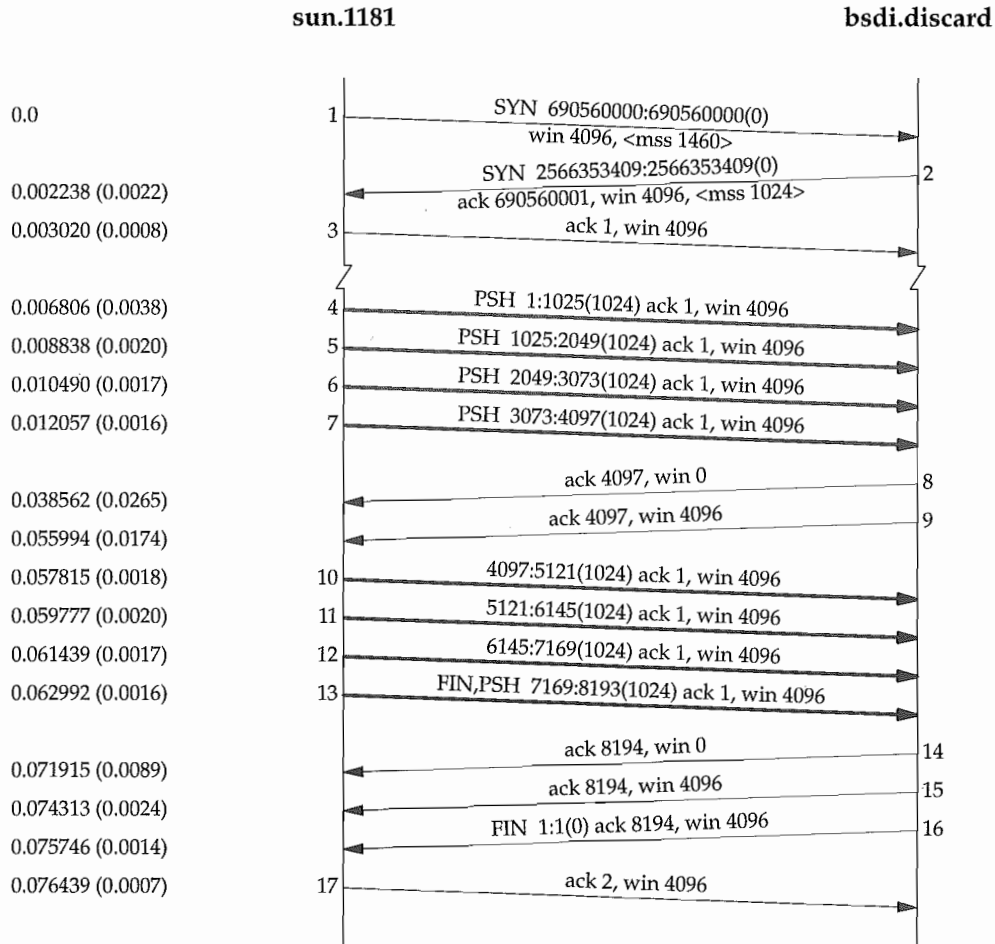 sun.1181 bsdi.discard
0.0 1 SYN 690560000:690560000(0)
win 4096, <mss 1460>
SYN 2566353409:2566353409(0) 2
0.002238 (0.0022) ack 690560001, win 4096, <mss 1024>
0.003020 (0.0008) 3 ack 1, win 4096
0.006806 (0.0038) 4 PSH 1:1025(1024) ack 1, win 4096
0.008838 (0.0020) 5 PSH 1025:2049(1024) ack 1, win 4096
0.010490 (0.0017) 6 PSH 2049:3073(1024) ack 1, win 4096
0.012057 (0.0016) 7 PSH 3073:4097(1024) ack 1, win 4096
ack 4097, win 0 8
0.038562 (0.0265)
ack 4097, win 4096 9
0.055994 (0.0174)
0.057815 (0.0018) 10 4097:5121(1024) ack 1, win 4096
0.059777 (0.0020) 11 5121:6145(1024) ack 1, win 4096
0.061439 (0.0017) 12 6145:7169(1024) ack 1, win 4096
0.062992 (0.0016) 13 FIN,PSH 7169:8193(1024) ack 1, win 4096
ack 8194, win 0 14
0.071915 (0.0089)
ack 8194, win 4096 15
0.074313 (0.0024)
FIN 1:1(0) ack 8194, win 4096 16
0.075746 (0.0014)
0.076439 (0.0007) 17 ack 2, win 4096